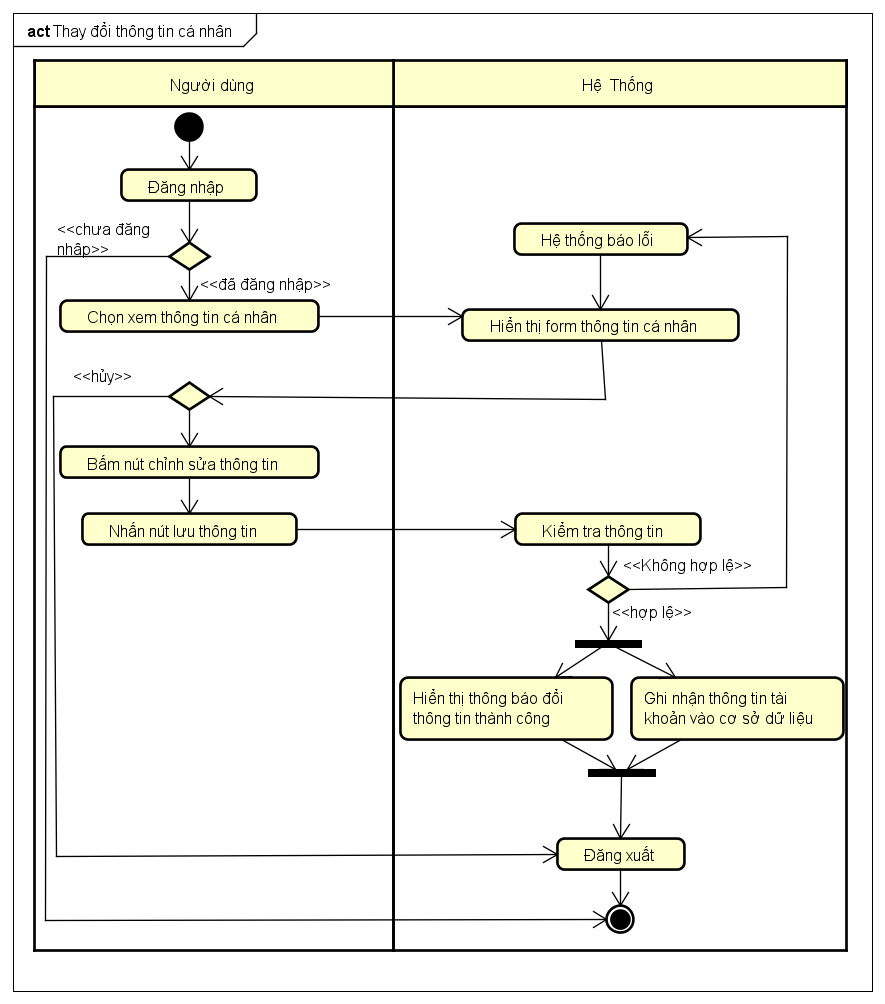 act Thay đổi thông tin cá nhân
Người dùng
Hệ Thống
Đăng nhập
<<chưa đăng
nhập>>
Hệ thống báo lỗi
<<đã đăng nhập>>
Chọn xem thông tin cá nhân
Hiển thị form thông tin cá nhân
<<hủy>>
Bấm nút chỉnh sửa thông tin
Nhấn nút lưu thông tin
Kiểm tra thông tin
<<Không hợp lệ>>
<<hợp lệ>>
Hiển thị thông báo đổi
thông tin thành công
Ghi nhận thông tin tài
khoản vào cơ sở dữ liệu
Đăng xuất